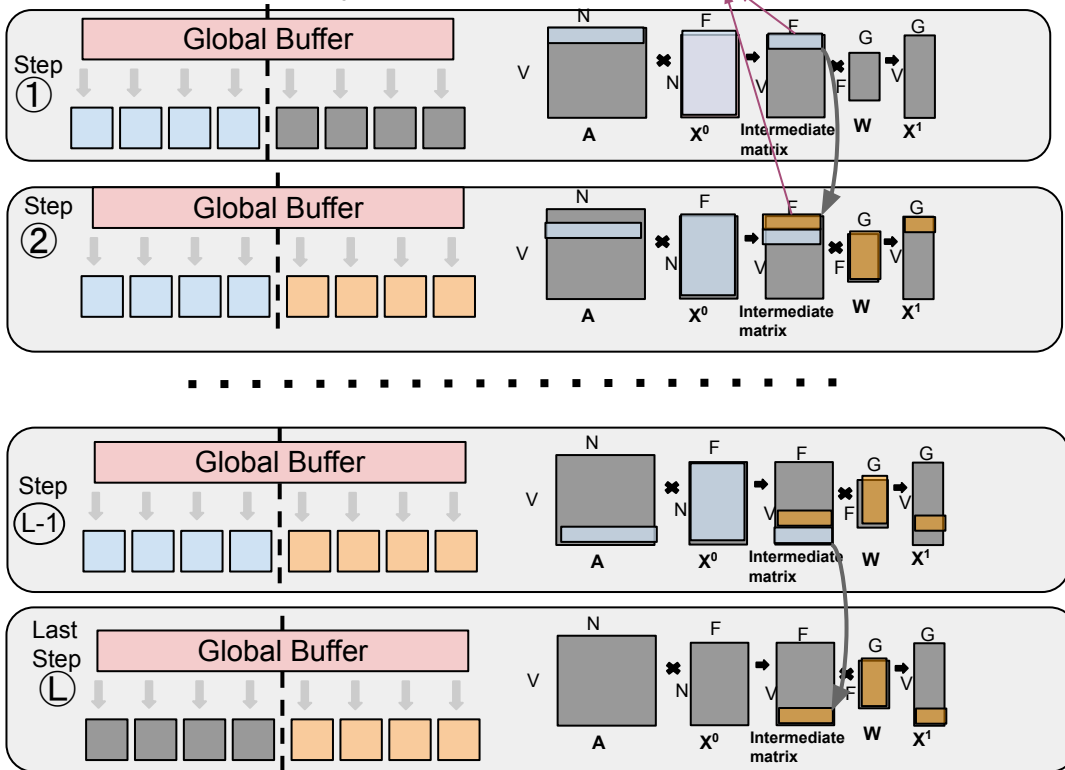 Global Buffer
Step
1
N
V
A
N
F
X⁰
F
V
Intermediate
matrix
G
F
W
G
V
X¹
Step
2
Global Buffer
N
V
A
F
N
X⁰
F
V
Intermediate
matrix
G
F
W
G
V
X¹
Step
L-1
Global Buffer
N
V
A
F
N
X⁰
F
V
Intermediate
matrix
G
F
W
G
V
X¹
Last
Step
L
Global Buffer
N
V
A
F
N
X⁰
F
V
Intermediate
matrix
G
F
W
G
V
X¹